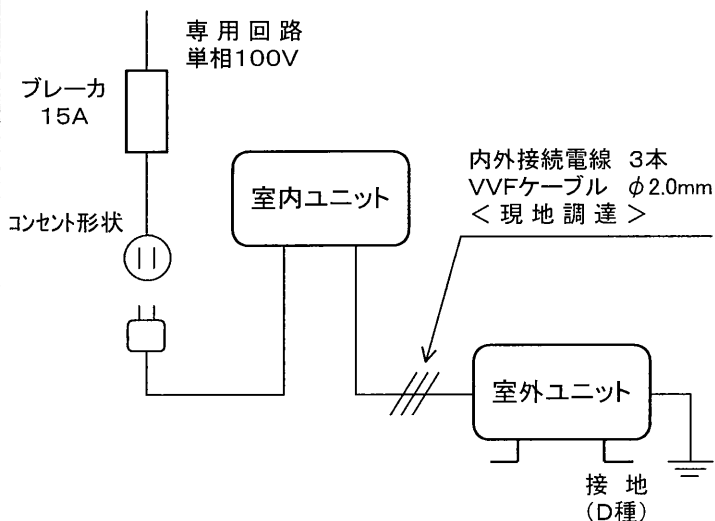 専用回路
単相100V
ブレーカ
15A
コンセント形状
室内ユニット
内外接続電線 3本
VVFケーブル φ2.0mm
<現地調達>
室外ユニット
接地
(D種)